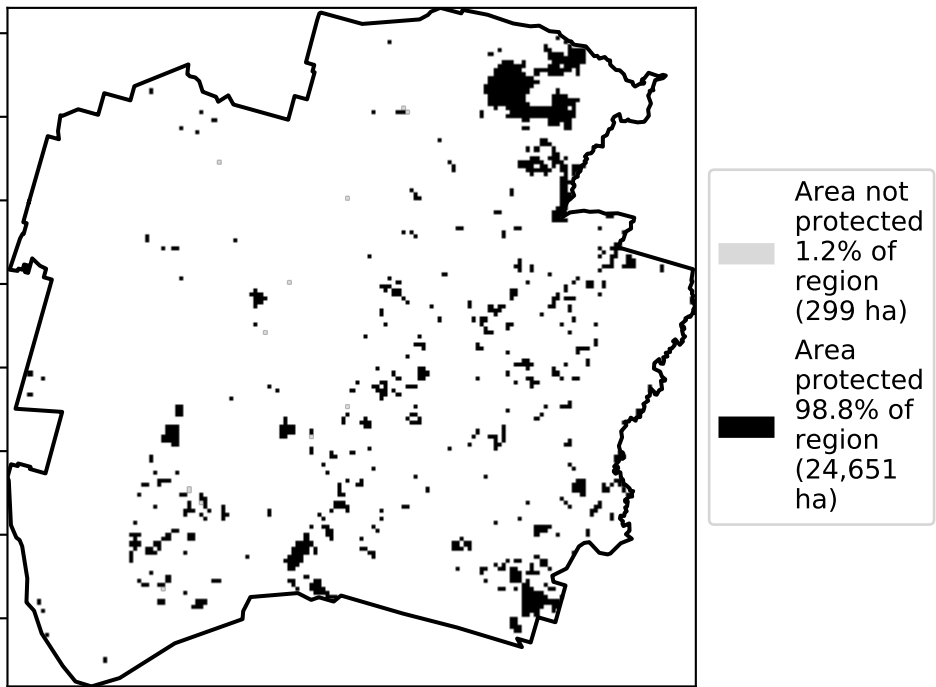 Area not
protected
1.2% of
region
(299 ha)
Area
protected
98.8% of
region
(24,651
ha)